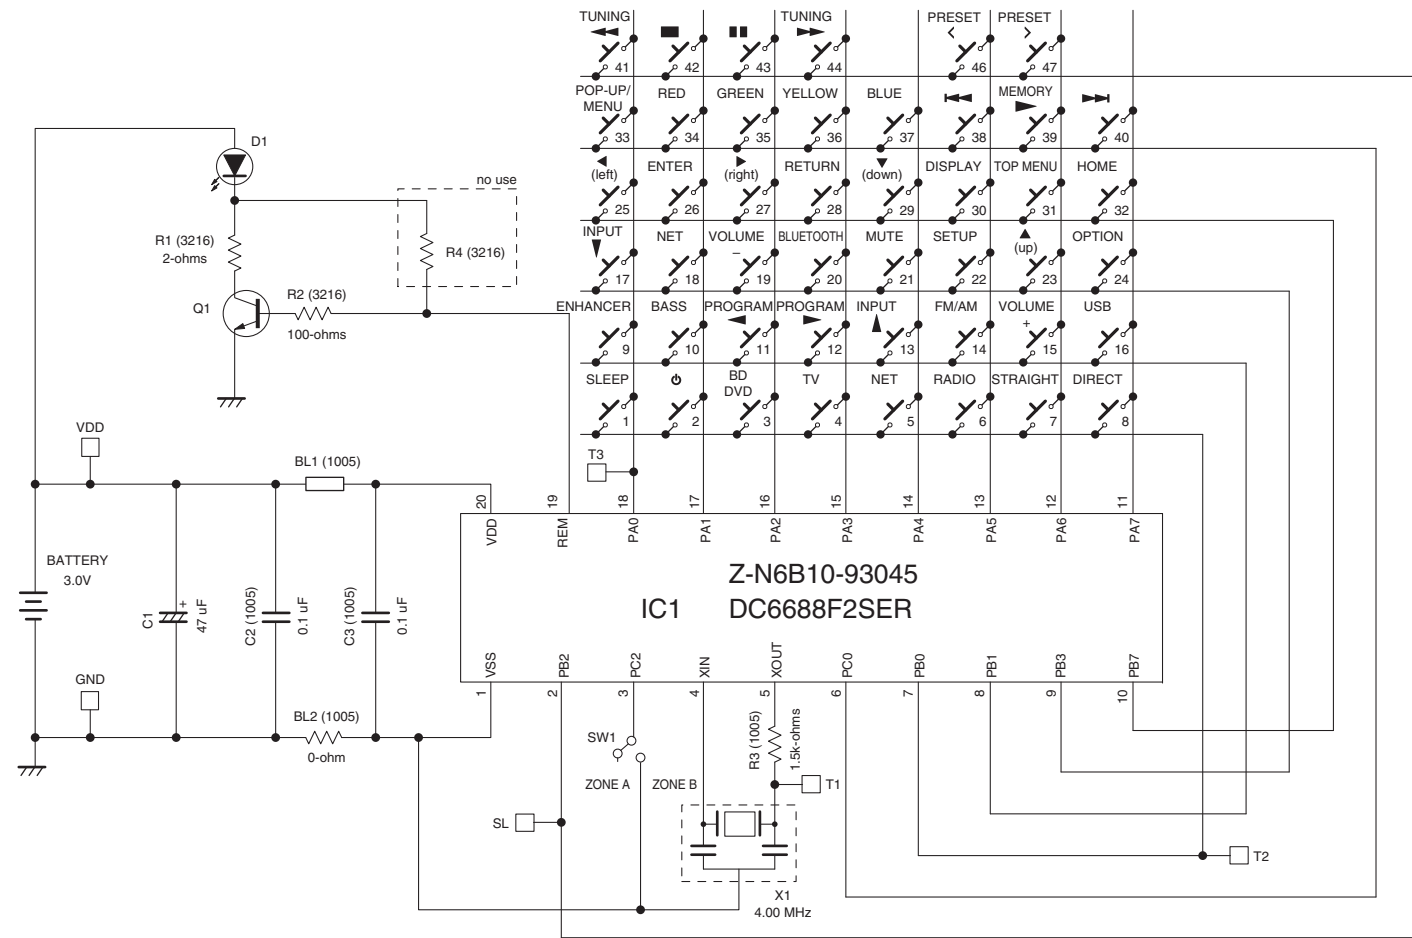 TUNING TUNING PRESET PRESET
< >
41 42 43 44 46 47
POP-UP/
MENU RED GREEN YELLOW BLUE MEMORY
33 34 35 36 37 38 39 40
(left) ENTER (right) RETURN (down) DISPLAY TOP MENU HOME
25 26 27 28 29 30 31 32
INPUT NET VOLUME
– BLUETOOTH MUTE SETUP (up) OPTION
17 18 19 20 21 22 23 24
ENHANCER BASS PROGRAM PROGRAM INPUT FM/AM VOLUME
+ USB
9 10 11 12 13 14 15 16
SLEEP BD
DVD TV NET RADIO STRAIGHT DIRECT
1 2 3 4 5 6 7 8
D1
no use
R1 (3216)
2-ohms
R4 (3216)
Q1
R2 (3216)
100-ohms
VDD
BL1 (1005)
T3
20 19 18 17 16 15 14 13 12 11
VDD REM PA0 PA1 PA2 PA3 PA4 PA5 PA6 PA7
BATTERY
3.0V
C1
47 uF
+
C2 (1005)
0.1 uF
C3 (1005)
0.1 uF
Z-N6B10-93045
IC1 DC6688F2SER
VSS PB2 PC2 XIN XOUT PC0 PB0 PB1 PB3 PB7
1 2 3 4 5 6 7 8 9 10
GND
BL2 (1005)
0-ohm
SW1
ZONE A ZONE B
R3 (1005)
1.5k-ohms
T1
SL
T2
X1
4.00 MHz